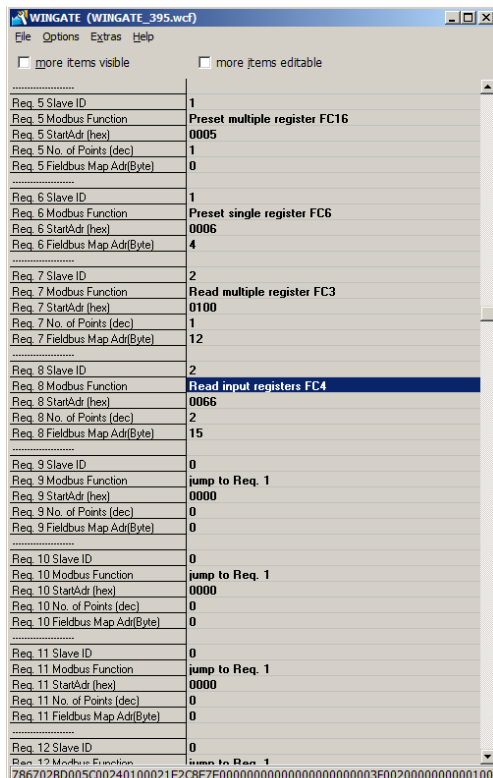 WINGATE (WINGATE_395.wcf)
File Options Extras Help
more items visible more items editable
---------------------
Req. 5 Slave ID 1
Req. 5 Modbus Function Preset multiple register FC16
Req. 5 StartAdr (hex) 0005
Req. 5 No. of Points (dec) 1
Req. 5 Fieldbus Map Adr(Byte) 0
---------------------
Req. 6 Slave ID 1
Req. 6 Modbus Function Preset single register FC6
Req. 6 StartAdr (hex) 0006
Req. 6 Fieldbus Map Adr(Byte) 4
---------------------
Req. 7 Slave ID 2
Req. 7 Modbus Function Read multiple register FC3
Req. 7 StartAdr (hex) 0100
Req. 7 No. of Points (dec) 1
Req. 7 Fieldbus Map Adr(Byte) 12
---------------------
Req. 8 Slave ID 2
Req. 8 Modbus Function Read input registers FC4
Req. 8 StartAdr (hex) 0066
Req. 8 No. of Points (dec) 2
Req. 8 Fieldbus Map Adr(Byte) 15
---------------------
Req. 9 Slave ID 0
Req. 9 Modbus Function jump to Req. 1
Req. 9 StartAdr (hex) 0000
Req. 9 No. of Points (dec) 0
Req. 9 Fieldbus Map Adr(Byte) 0
---------------------
Req. 10 Slave ID 0
Req. 10 Modbus Function jump to Req. 1
Req. 10 StartAdr (hex) 0000
Req. 10 No. of Points (dec) 0
Req. 10 Fieldbus Map Adr(Byte) 0
---------------------
Req. 11 Slave ID 0
Req. 11 Modbus Function jump to Req. 1
Req. 11 StartAdr (hex) 0000
Req. 11 No. of Points (dec) 0
Req. 11 Fieldbus Map Adr(Byte) 0
---------------------
Req. 12 Slave ID 0
Req. 12 Modbus Function jump to Req. 1